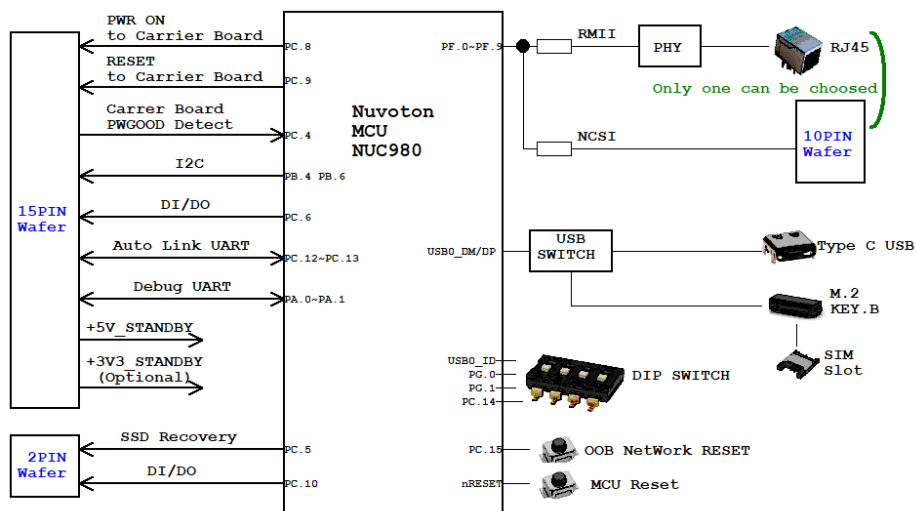 PWR ON
to Carrier Board
PC.8
RESET
to Carrier Board
PC.9
Carrer Board
PWGOOD Detect
PC.4
I2C
PB.4 PB.6
15PIN
Wafer
DI/DO
PC.6
Auto Link UART
PC.12~PC.13
Debug UART
PA.0~PA.1
+5V_STANDBY
+3V3_STANDBY
(Optional)
2PIN
Wafer
SSD Recovery
PC.5
DI/DO
PC.10
Nuvoton
MCU
NUC980
PF.0~PF.9
RMII
PHY
RJ45
Only one can be choosed
NCSI
10PIN
Wafer
USB0_DM/DP
USB
SWITCH
Type C USB
M.2
KEY.B
SIM
Slot
USB0_ID
PG.0
PG.1
PC.14
DIP SWITCH
PC.15
OOB NetWork RESET
nRESET
MCU Reset